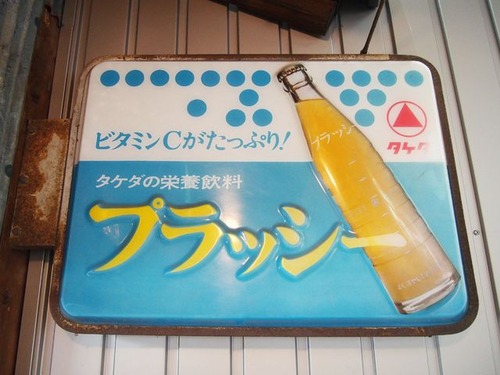 ビタミンCがたっぷり!
タケダ
タケダの栄養飲料
プラッシー
プラッシー